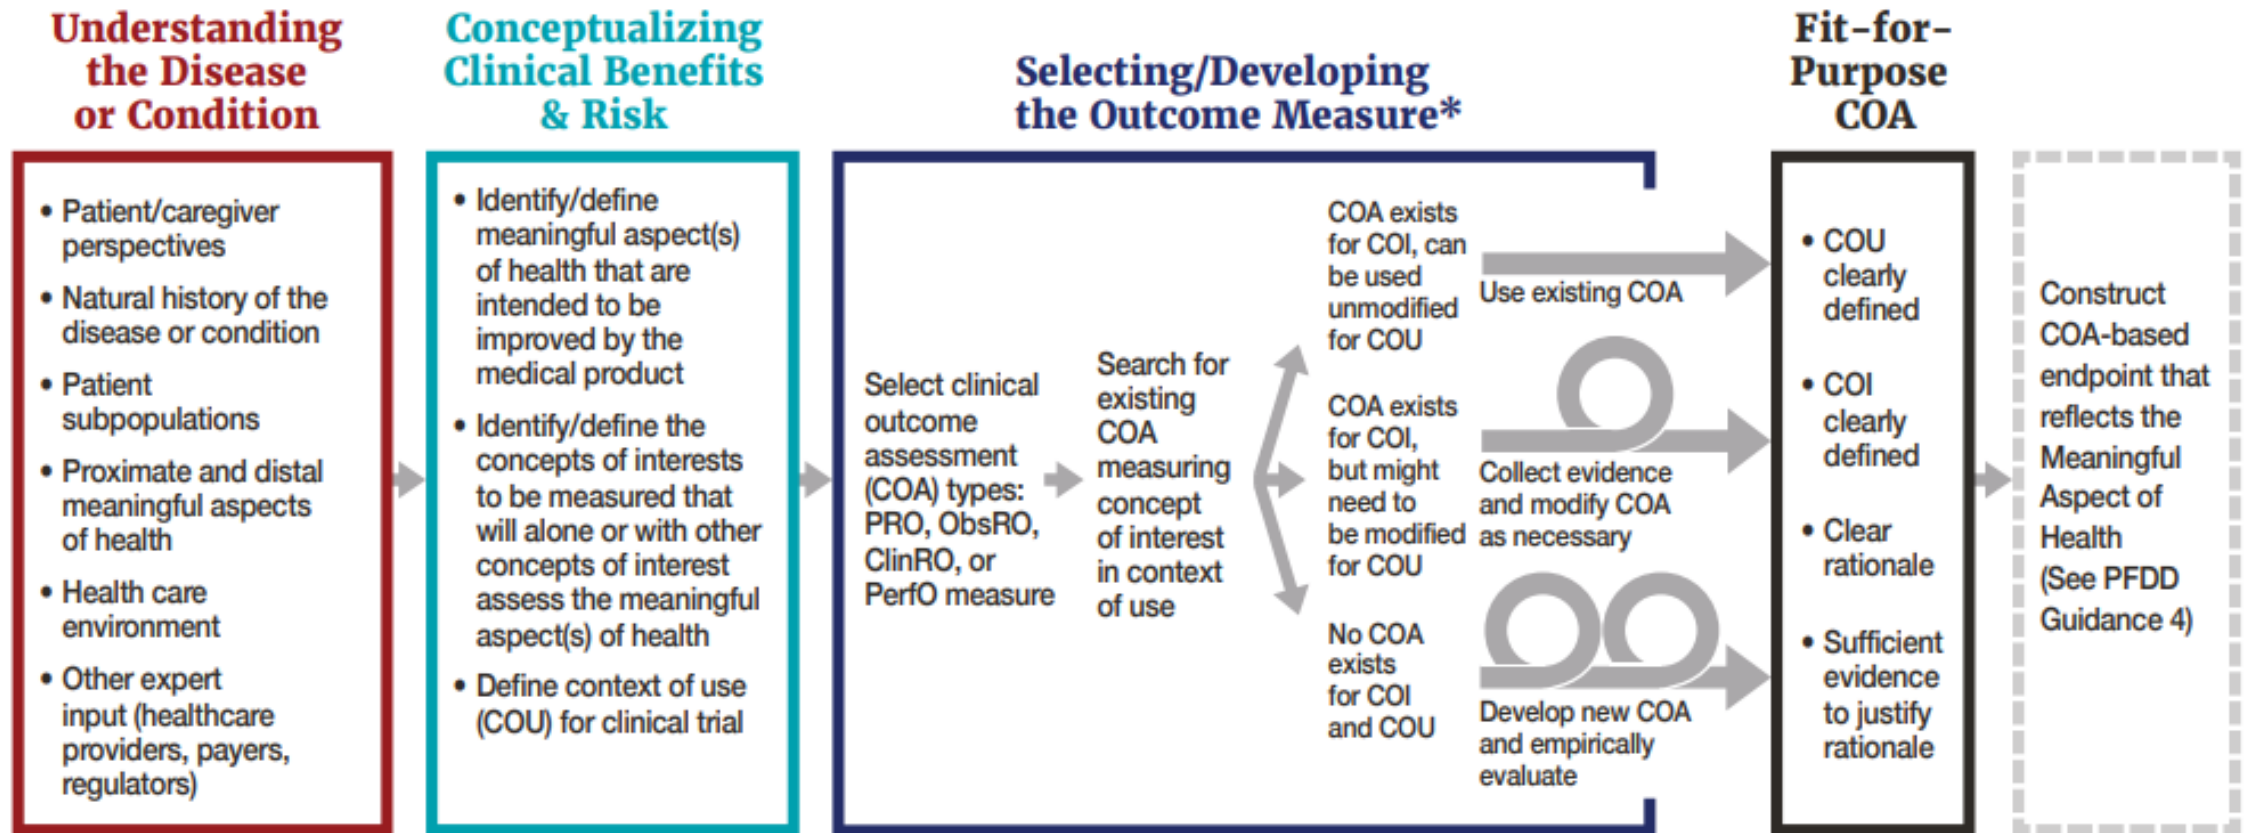 Understanding
the Disease
or Condition
• Patient/caregiver
perspectives
• Natural history of the
disease or condition
• Patient
subpopulations
• Proximate and distal
meaningful aspects
of health
• Health care
environment
• Other expert
input (healthcare
providers, payers,
regulators)
Conceptualizing
Clinical Benefits
& Risk
• Identify/define
meaningful aspect(s)
of health that are
intended to be
improved by the
medical product
• Identify/define the
concepts of interests
to be measured that
will alone or with other
concepts of interest
assess the meaningful
aspect(s) of health
• Define context of use
(COU) for clinical trial
Selecting/Developing
the Outcome Measure*
Select clinical
outcome
assessment
(COA) types:
PRO, ObsRO,
ClinRO, or
PerfO measure
Search for
existing
COA
measuring
concept
of interest
in context
of use
COA exists
for COI, can
be used
unmodified
for COU
Use existing COA
COA exists
for COI,
but might
need to
be modified
for COU
Collect evidence
and modify COA
as necessary
No COA
exists
for COI
and COU
Develop new COA
and empirically
evaluate
Fit-for-
Purpose
COA
• COU
clearly
defined
• COI
clearly
defined
• Clear
rationale
• Sufficient
evidence
to justify
rationale
Construct
COA-based
endpoint that
reflects the
Meaningful
Aspect of
Health
(See PFDD
Guidance 4)